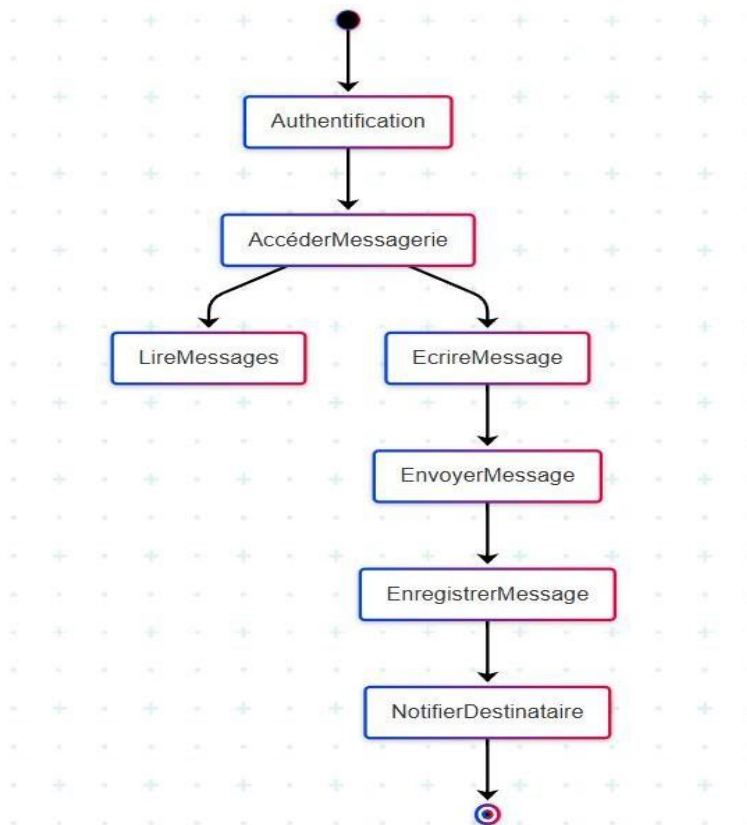 Authentification
AccéderMessagerie
LireMessages
EcrireMessage
EnvoyerMessage
EnregistrerMessage
NotifierDestinataire